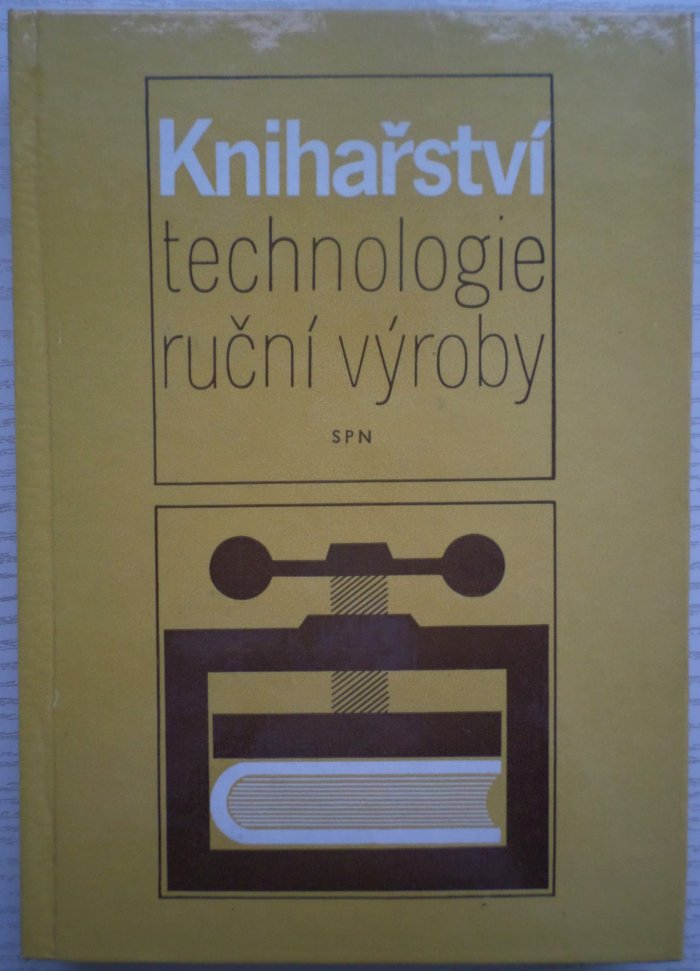 Knihařství
technologie
ruční výroby
SPN